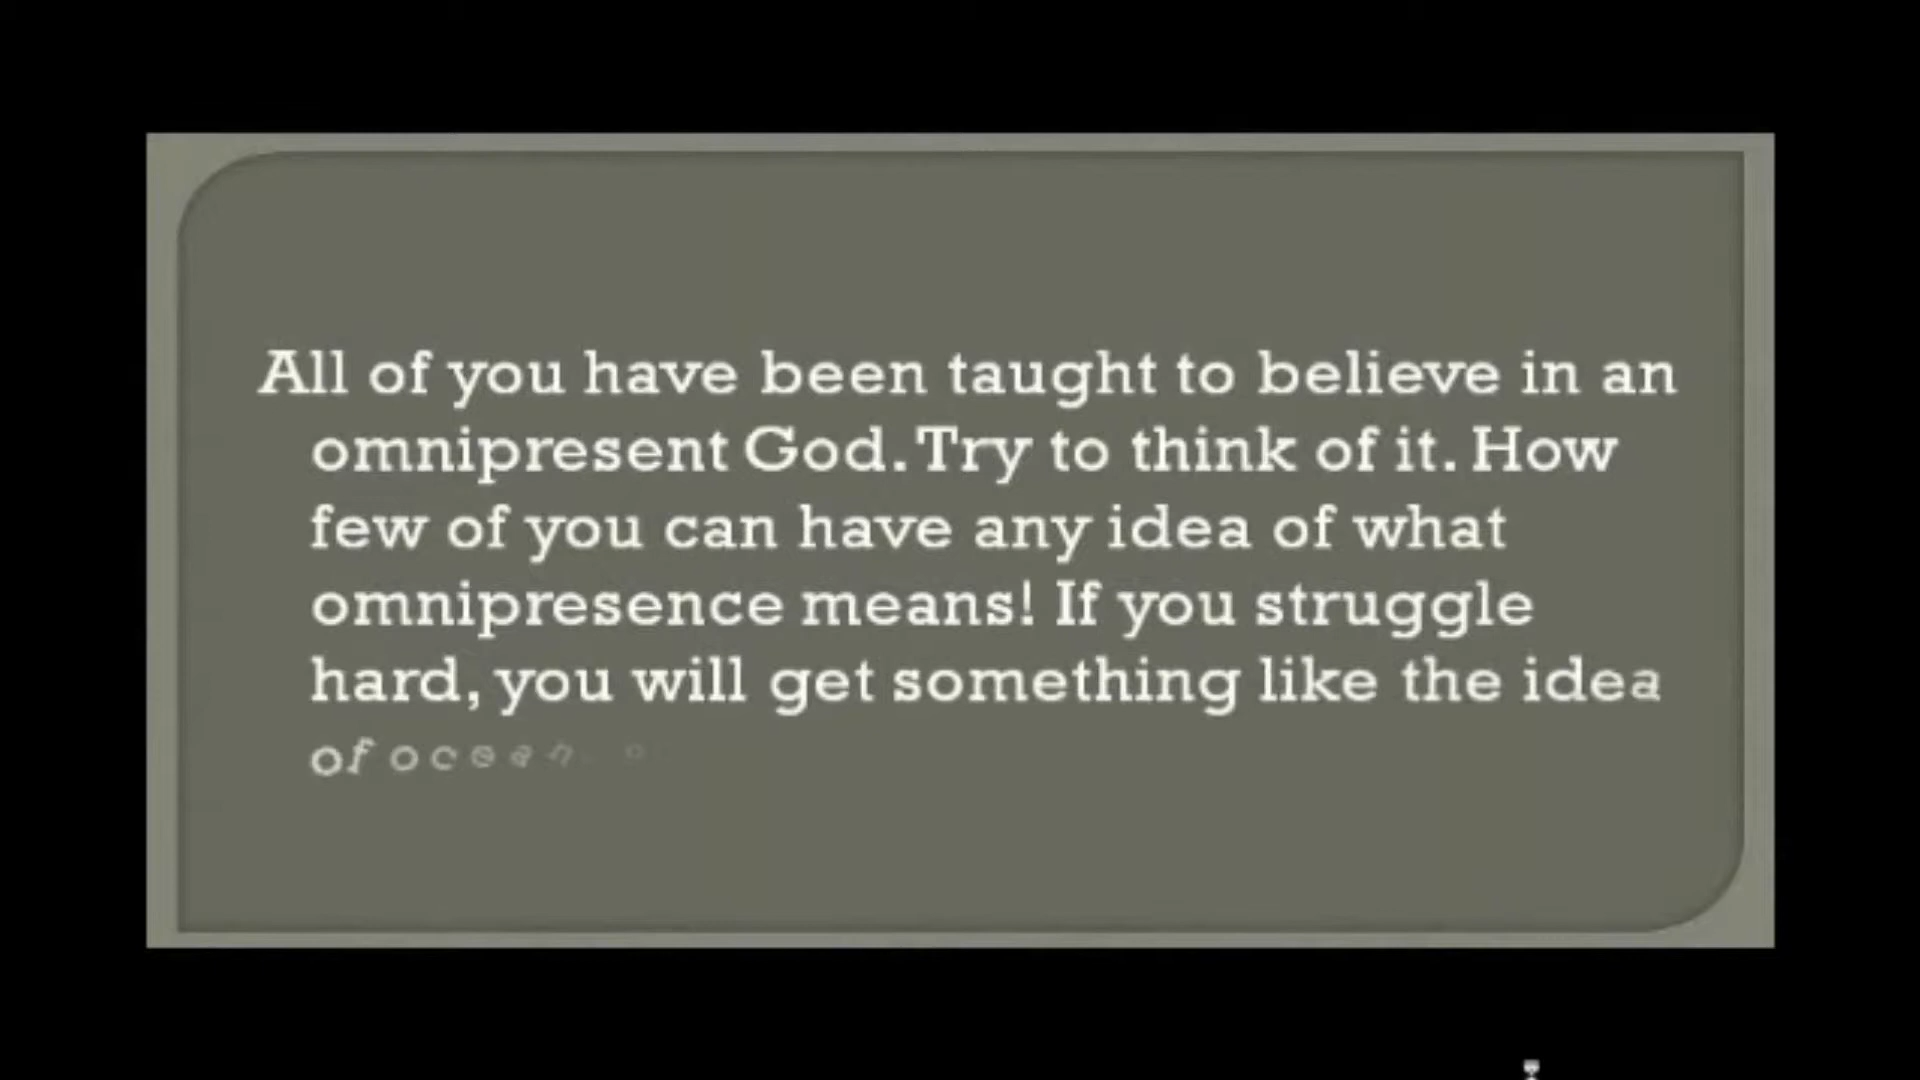 All of you have been taught to believe in an
omnipresent God. Try to think of it. How
few of you can have any idea of what
omnipresence means! If you struggle
hard, you will get something like the idea
of ocean,